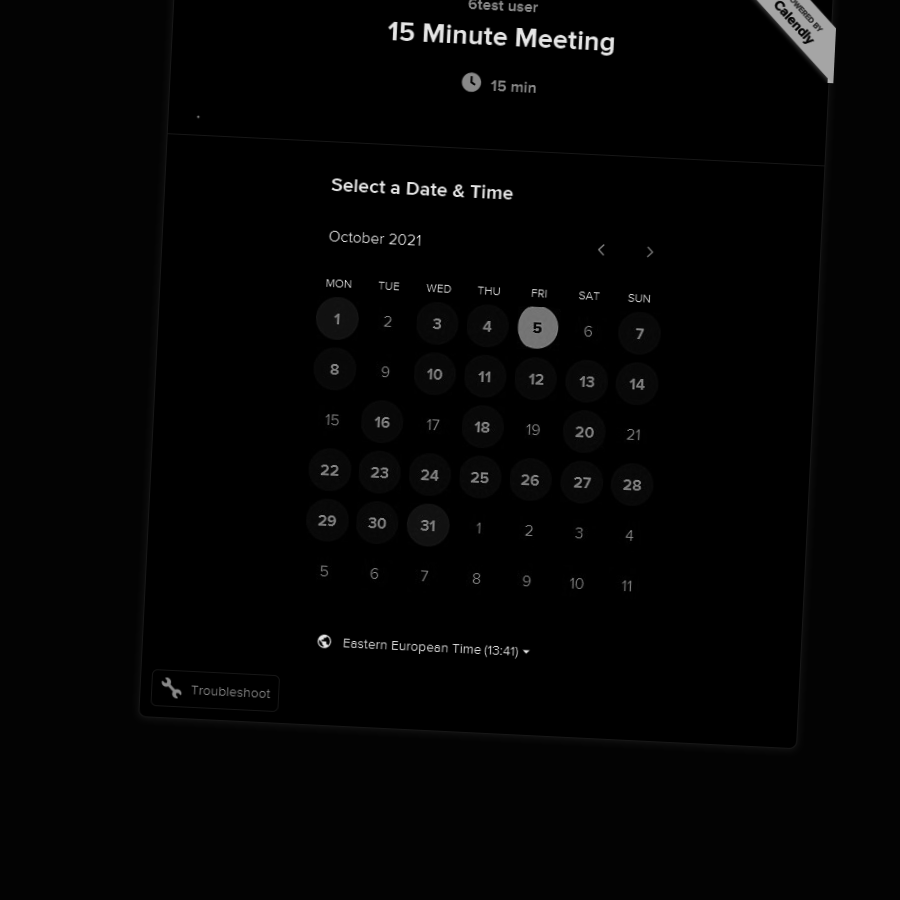 6test user
15 Minute Meeting
15 min
POWERED BY
Calendly
Select a Date & Time
October 2021
MON TUE WED THU FRI SAT SUN
1 2 3 4 5 6 7
8 9 10 11 12 13 14
15 16 17 18 19 20 21
22 23 24 25 26 27 28
29 30 31 1 2 3 4
5 6 7 8 9 10 11
Eastern European Time (13:41)
Troubleshoot